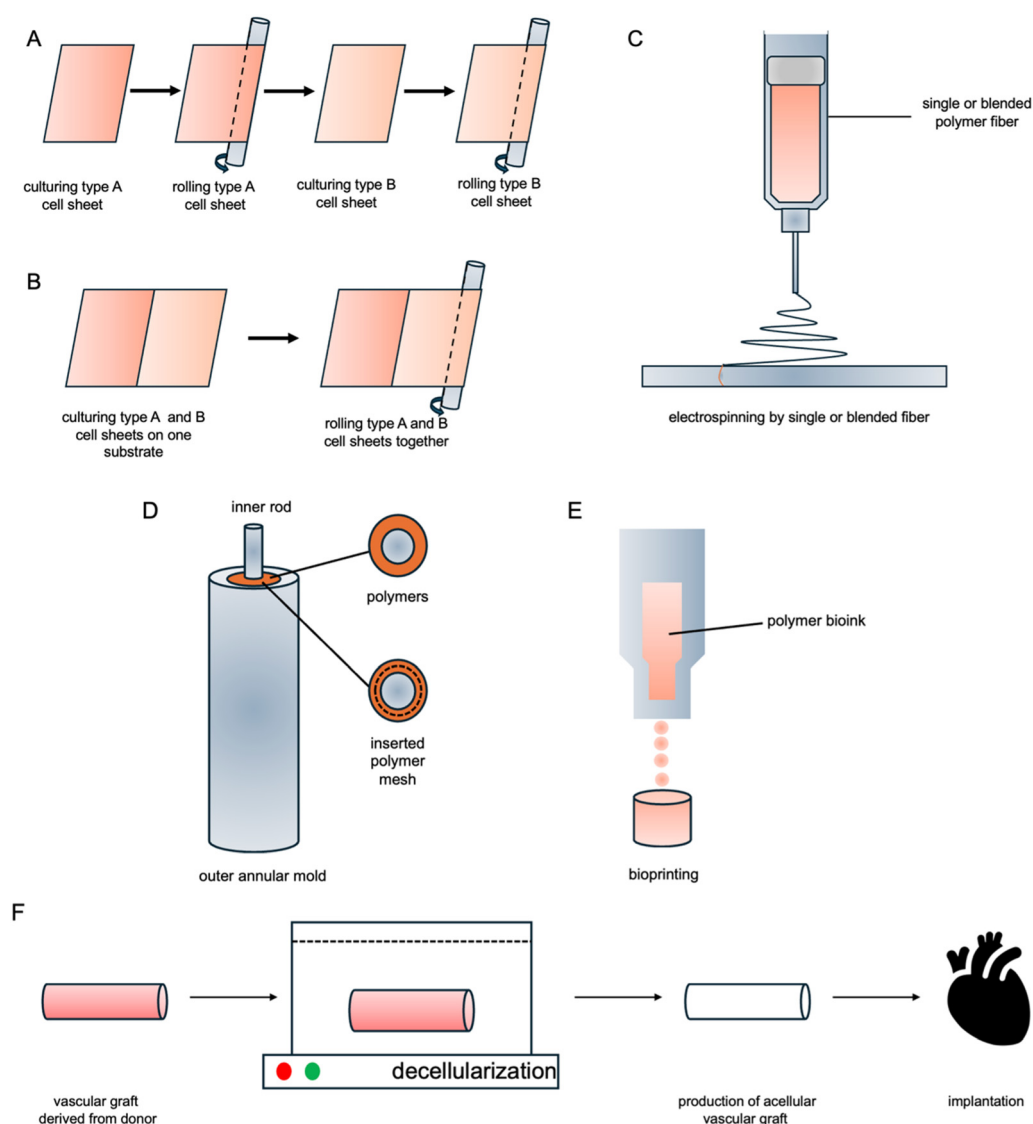 A
culturing type A
cell sheet
rolling type A
cell sheet
culturing type B
cell sheet
rolling type B
cell sheet
B
culturing type A and B
cell sheets on one
substrate
rolling type A and B
cell sheets together
C
single or blended
polymer fiber
electrospinning by single or blended fiber
D
inner rod
polymers
inserted
polymer
mesh
outer annular mold
E
polymer bioink
bioprinting
F
vascular graft
derived from donor
decellularization
production of acellular
vascular graft
implantation